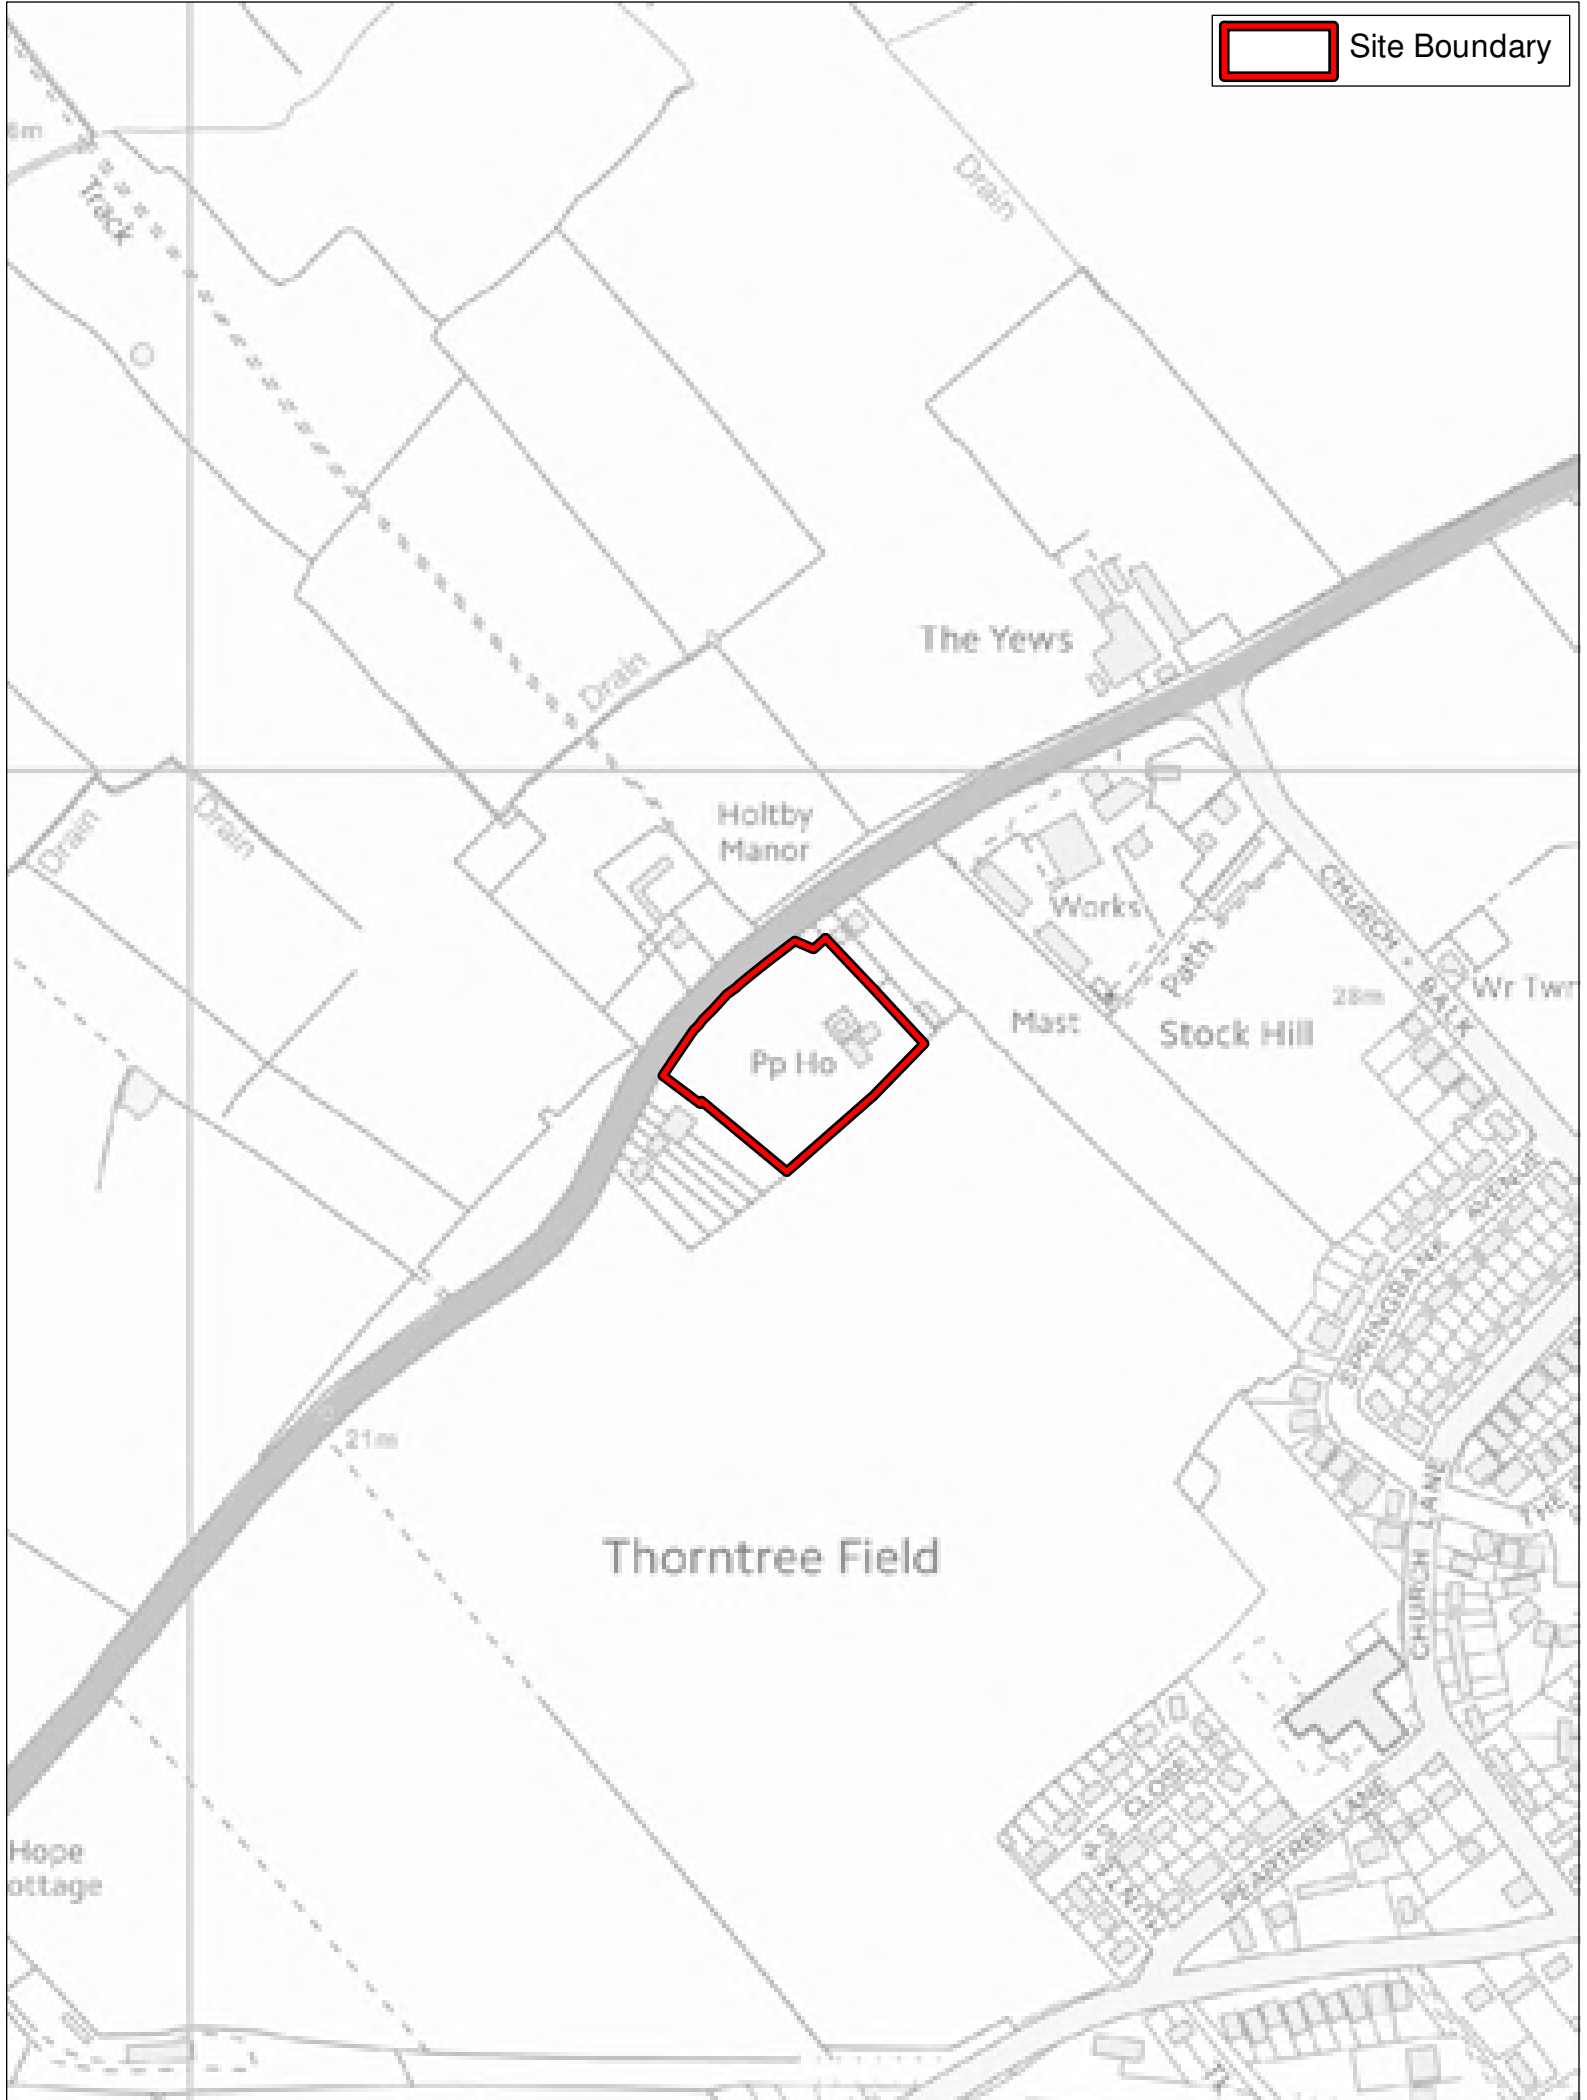 Site Boundary
Track
Drain
The Yews
Drain
Holtby
Manor
Drain
Drain
Works
CHURCH BALK
Path
28m
Wr Twr
Mast
Stock Hill
Pp Ho
SPRINGBANK AVENUE
21m
Thorntree Field
CHURCH LANE
THE
CLOSE
PEARTREE LANE
Hope
ottage